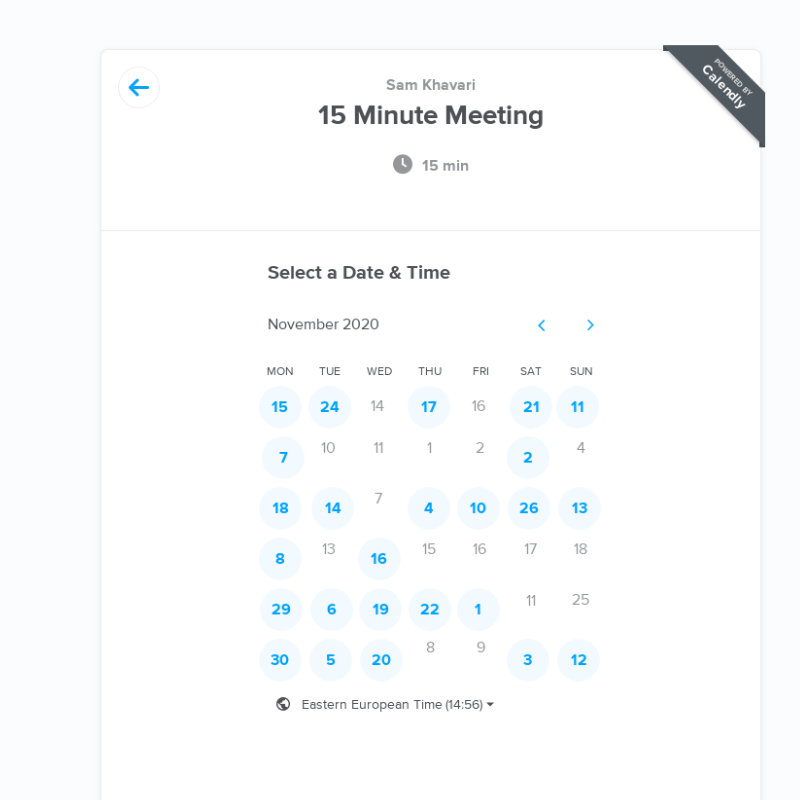 POWERED BY
Calendly
Sam Khavari
15 Minute Meeting
15 min
Select a Date & Time
November 2020
MON TUE WED THU FRI SAT SUN
15 24 14 17 16 21 11
7 10 11 1 2 2 4
18 14 7 4 10 26 13
8 13 16 15 16 17 18
29 6 19 22 1 11 25
30 5 20 8 9 3 12
Eastern European Time (14:56)